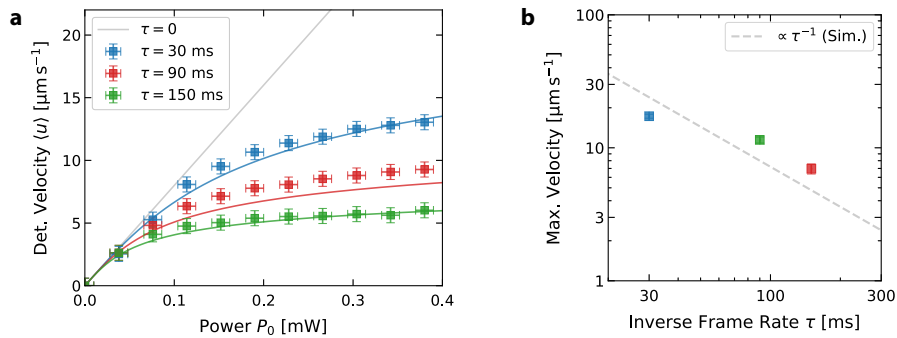 a
Det. Velocity ⟨u⟩ [μm s⁻¹]
20
15
10
5
0
τ = 0
τ = 30 ms
τ = 90 ms
τ = 150 ms
0.0 0.1 0.2 0.3 0.4
Power P₀ [mW]
b
Max. Velocity [μm s⁻¹]
100
30
10
3
1
∝ τ⁻¹ (Sim.)
30 100 300
Inverse Frame Rate τ [ms]